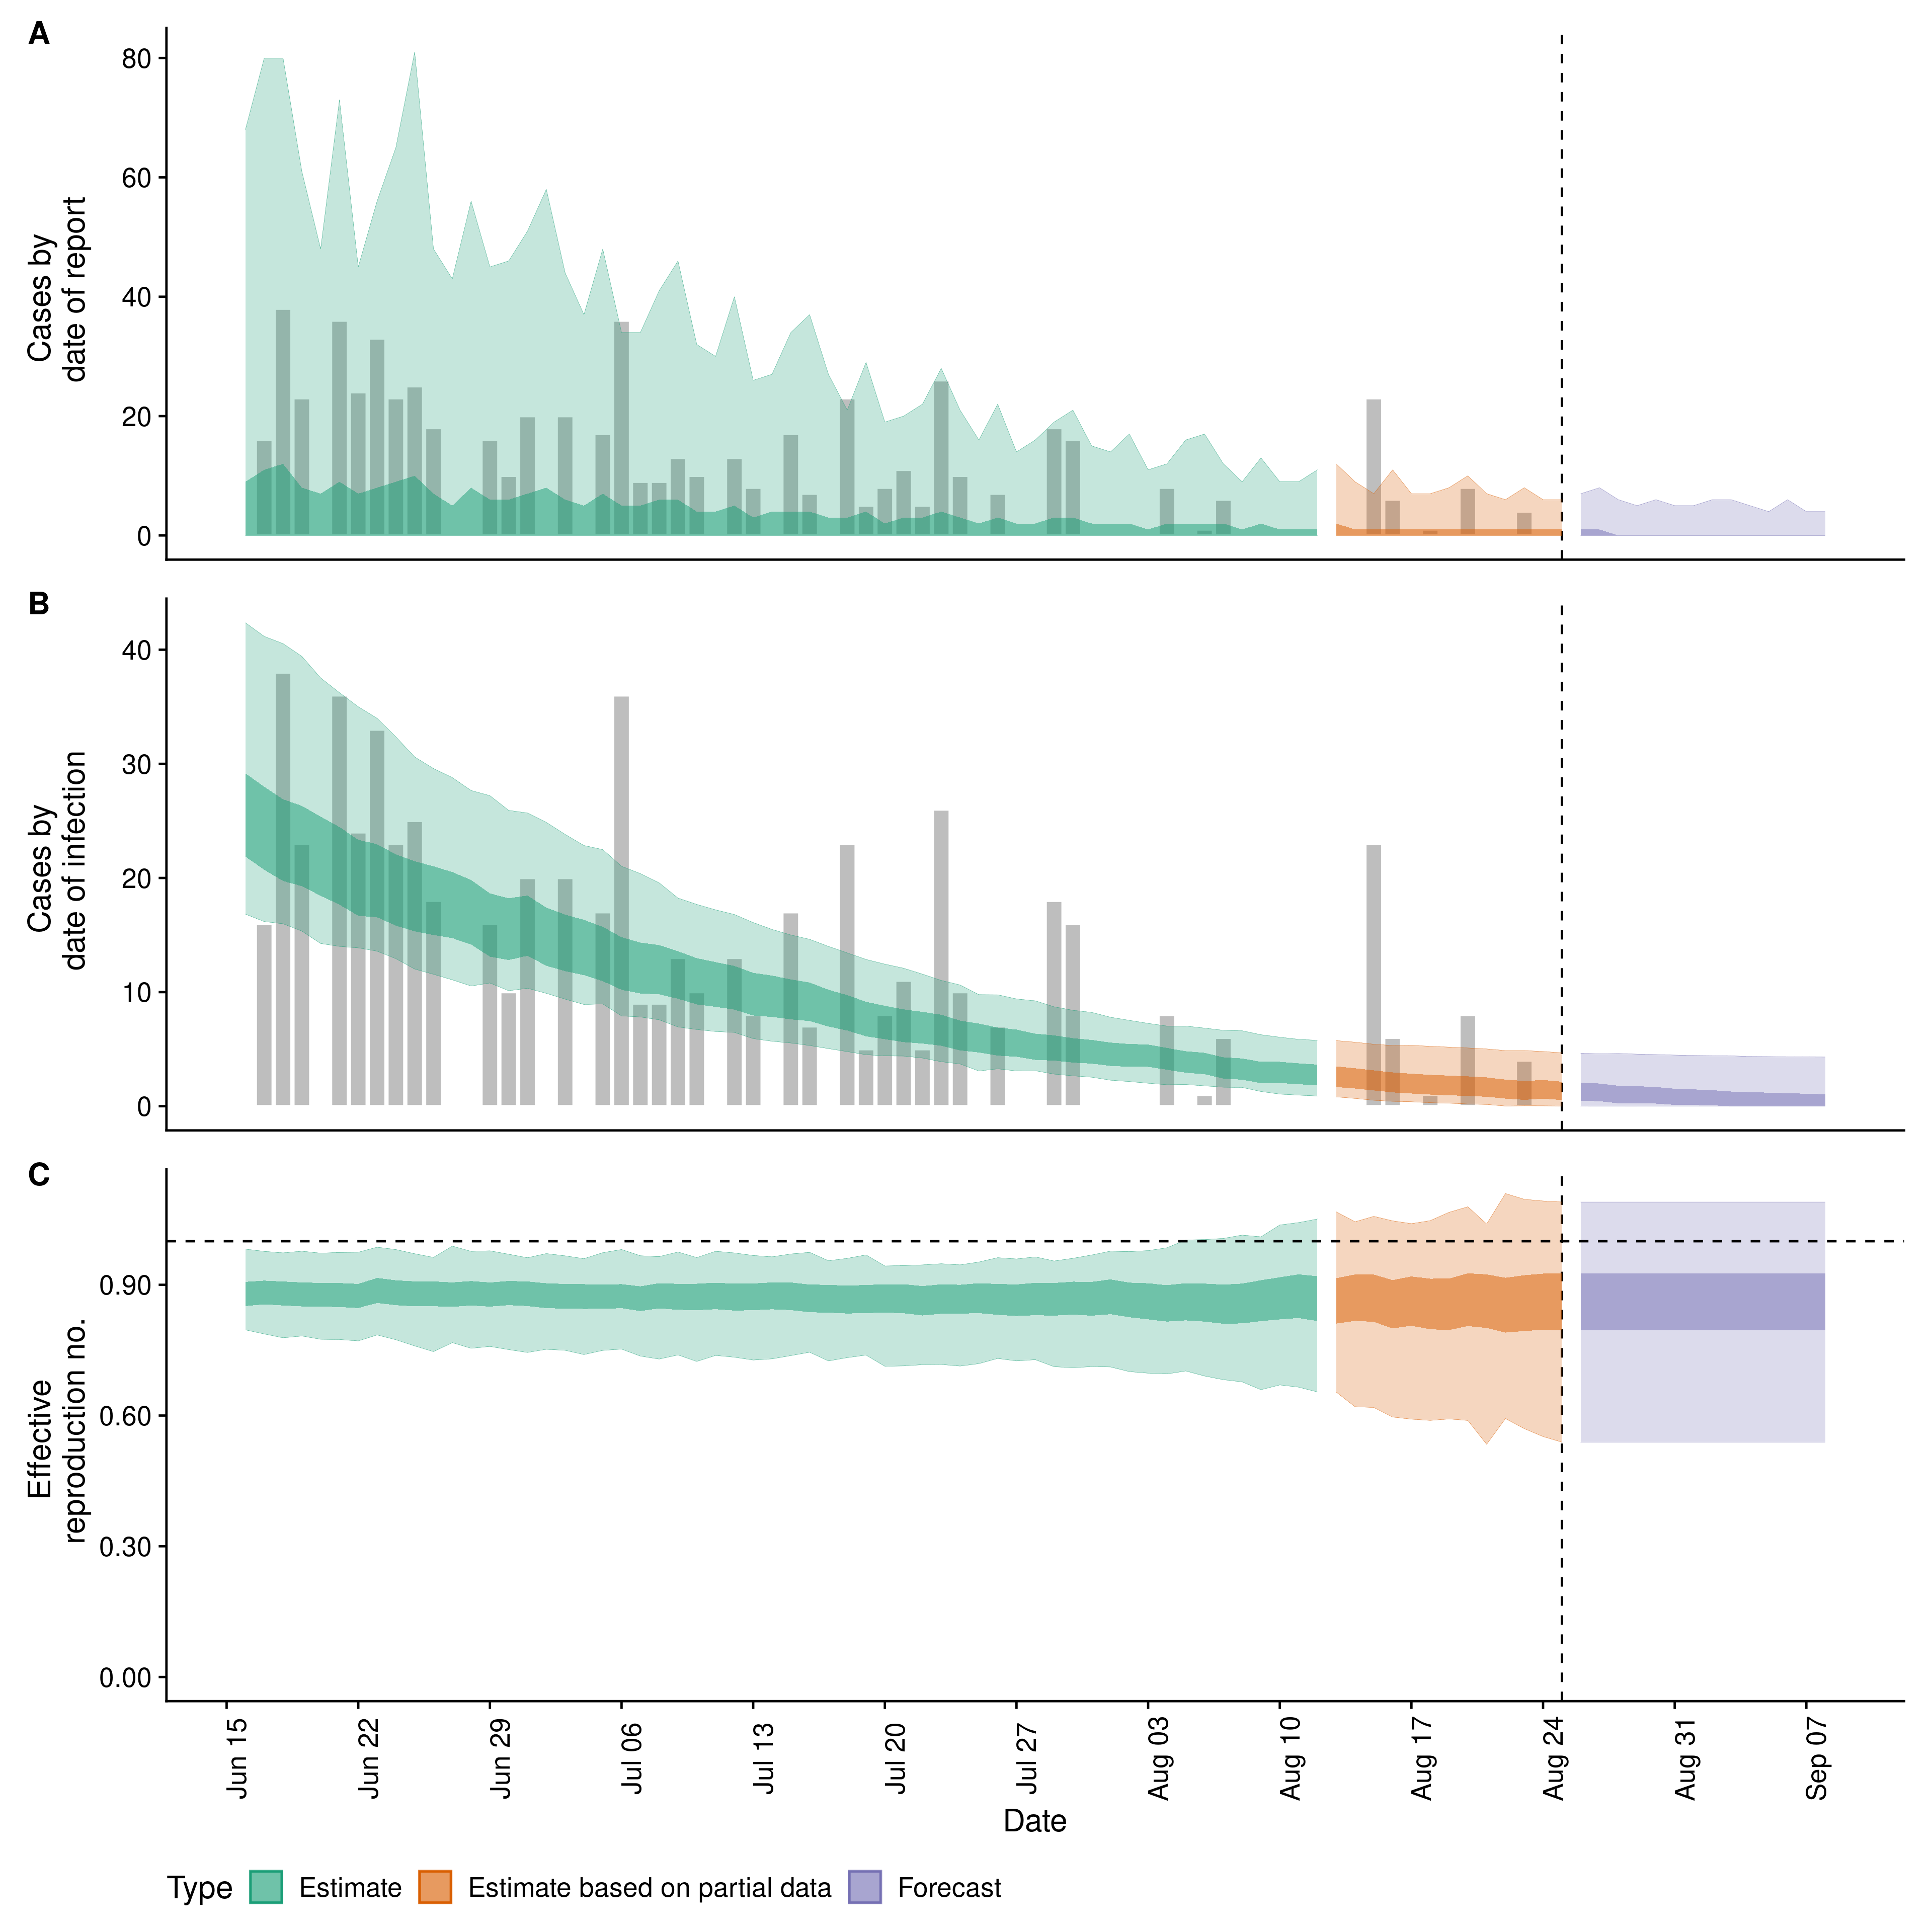 A
Cases by
date of report
80
60
40
20
0
B
Cases by
date of infection
40
30
20
10
0
C
Effective
reproduction no.
0.90
0.60
0.30
0.00
Jun 15
Jun 22
Jun 29
Jul 06
Jul 13
Jul 20
Jul 27
Aug 03
Aug 10
Aug 17
Aug 24
Aug 31
Sep 07
Date
Type Estimate Estimate based on partial data Forecast